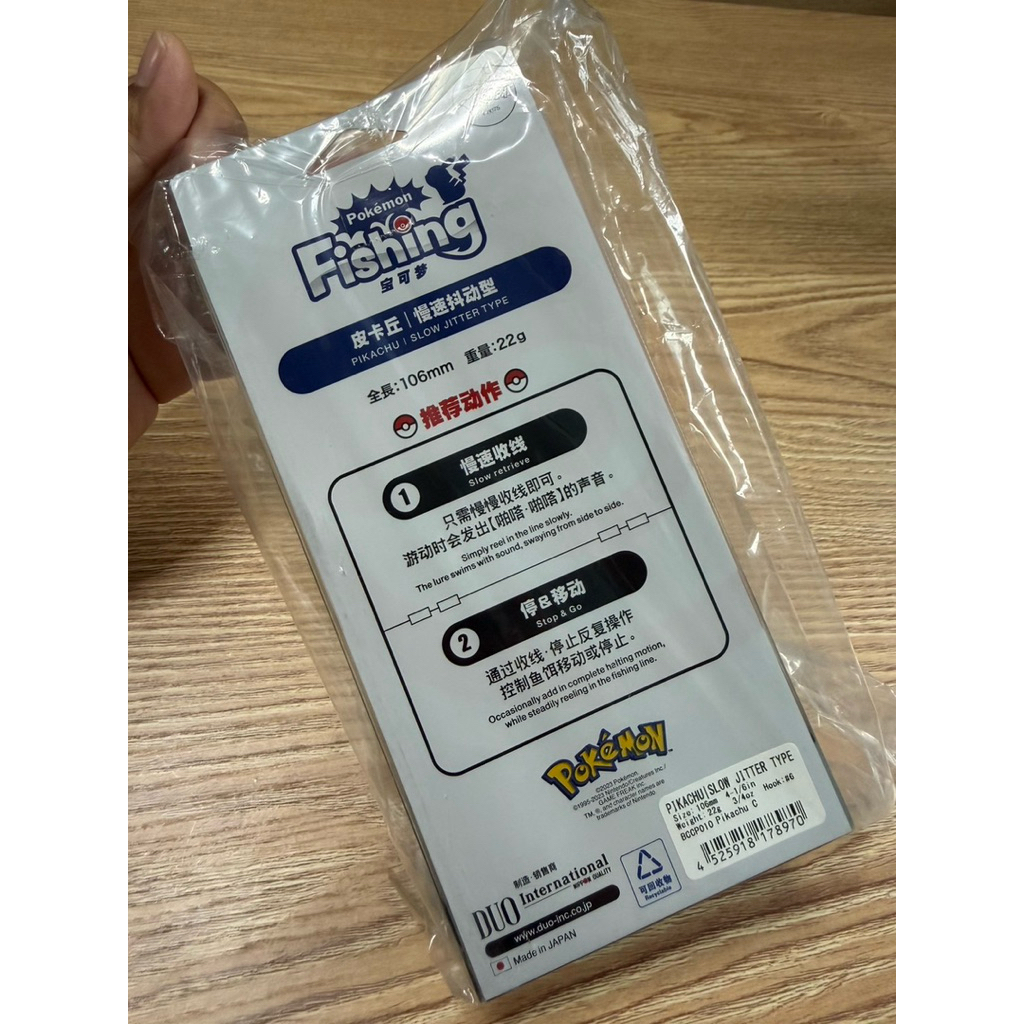 Pokémon
Fishing
宝可梦
皮卡丘|慢速抖动型
PIKACHU | SLOW JITTER TYPE
全長:106mm 重量:22g
推荐动作
1 慢速收线
Slow retrieve
只需慢慢收线即可。
游动时会发出【啪嗒·啪嗒】的声音。
Simply reel in the line slowly.
The lure swims with sound, swaying from side to side.
2 停&移动
Stop & Go
通过收线·停止反复操作
控制鱼饵移动或停止。
Occasionally add in complete halting motion,
while steadily reeling in the fishing line.
POKéMON
©2023 Pokémon.
©1995-2023 Nintendo/Creatures Inc./
GAME FREAK inc.
TM, ®, and character names are
trademarks of Nintendo.
PIKACHU|SLOW JITTER TYPE
Size:106mm 4-1/6in
Weight:22g 3/4oz Hook:#6
BCCP010 Pikachu C
4 525918 178970
制造·销售商
DUO International
QUALITY
www.duo-inc.co.jp
Made in JAPAN
可回收物
Recyclable